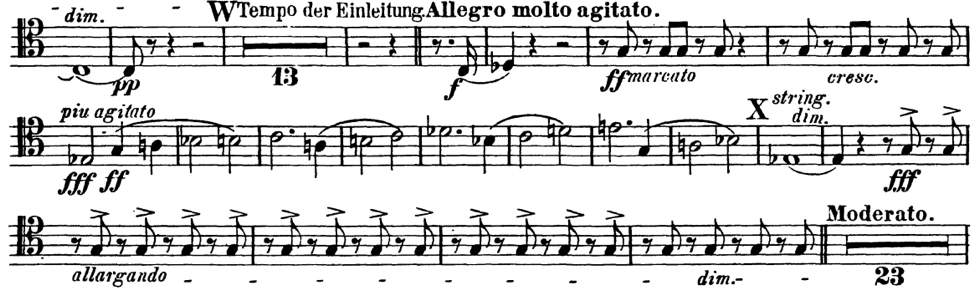 dim. W Tempo der Einleitung. Allegro molto agitato.
pp 13 f ff marcato cresc.
piu agitato X string.
dim.
fff ff fff
Moderato.
allargando dim. 23